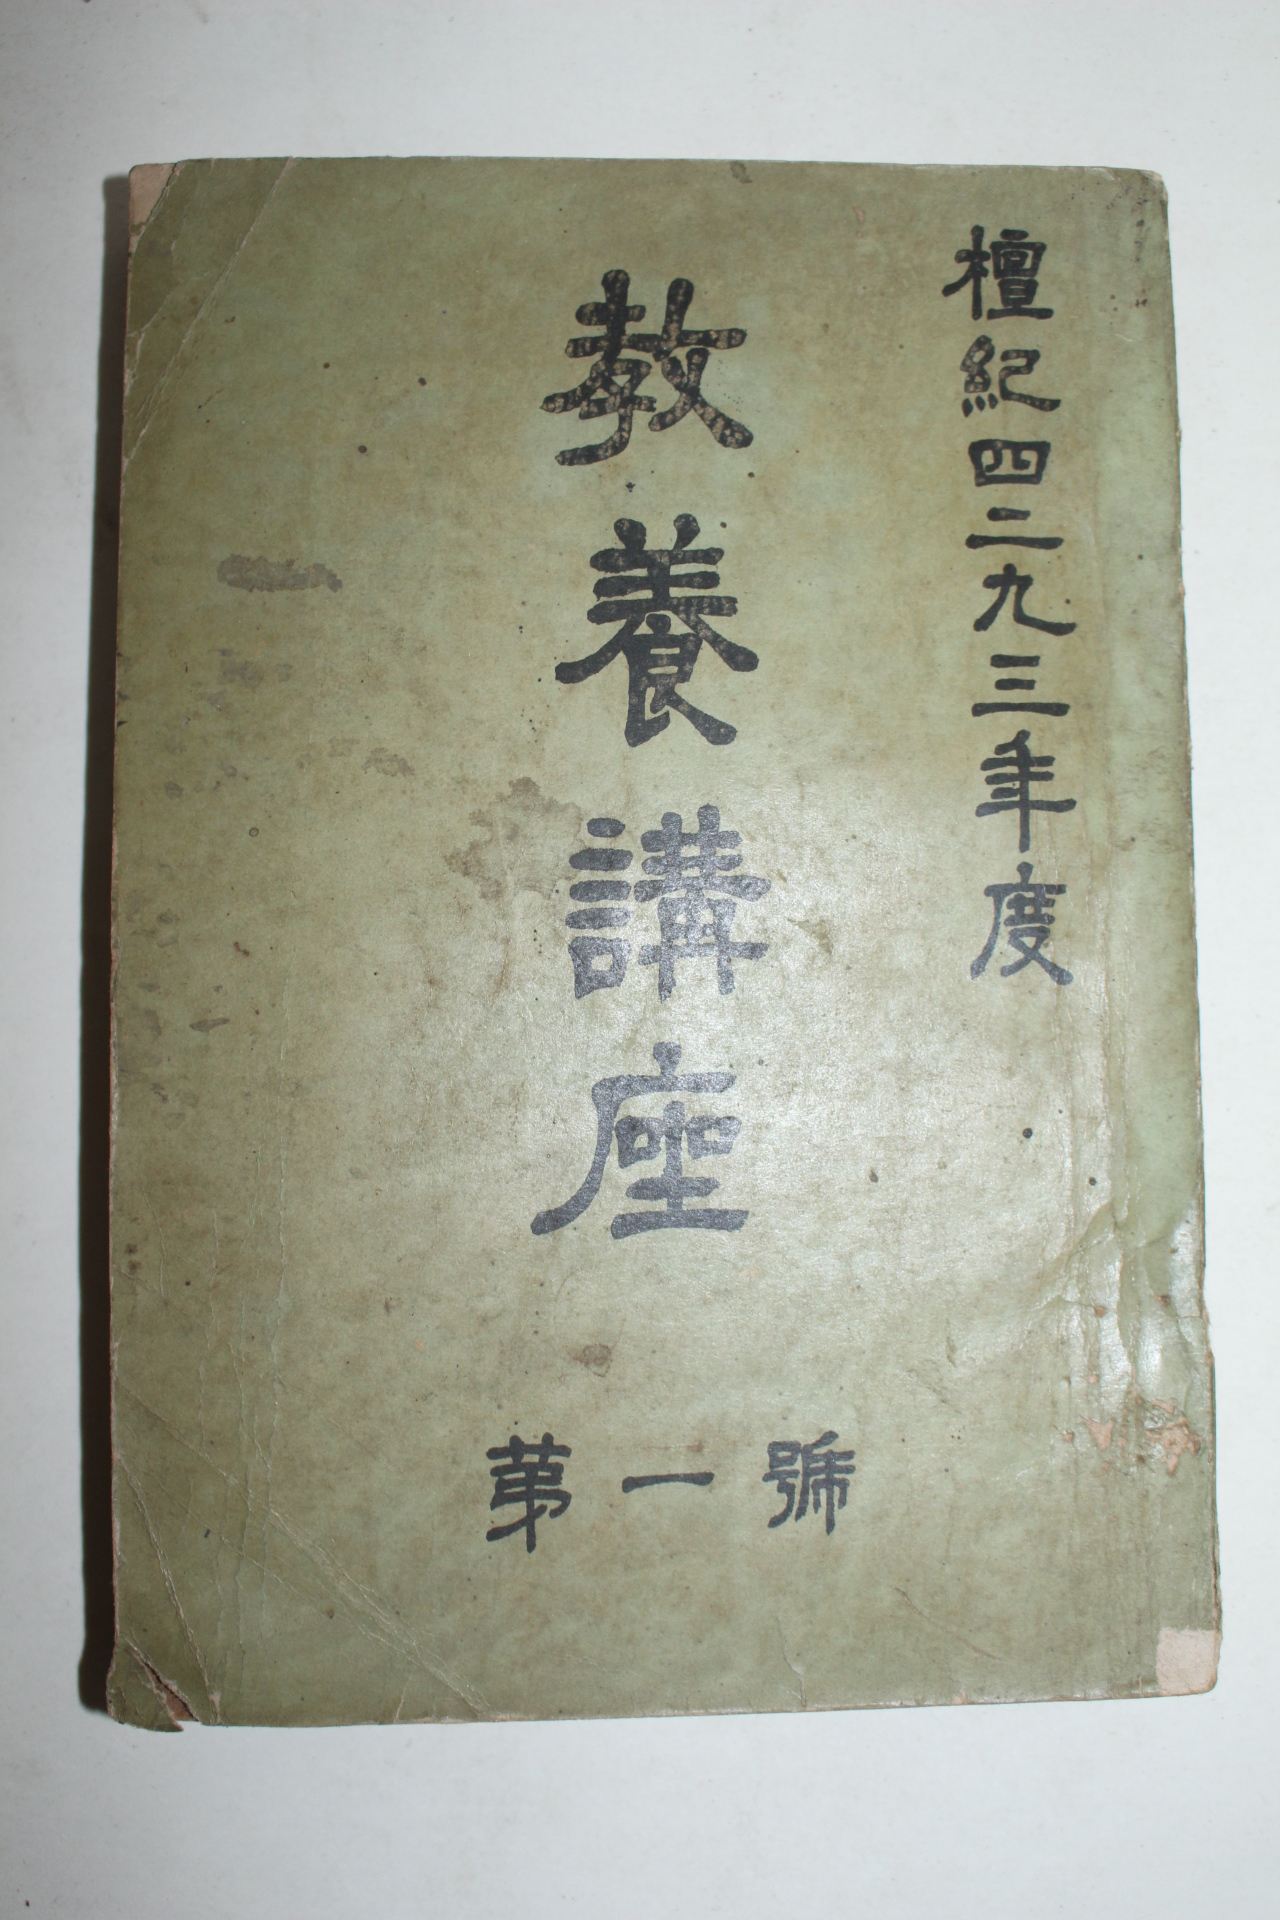 檀紀四二九三年度
教養講座
第一號